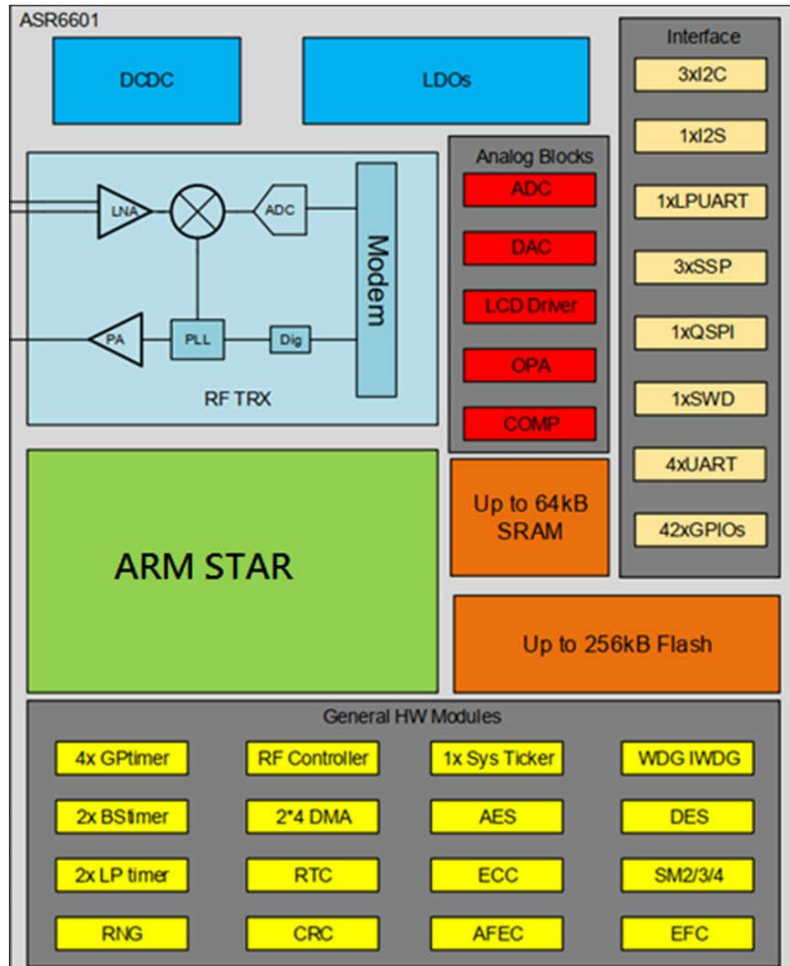 ASR6601
DCDC
LDOs
Interface
3xI2C
1xI2S
1xLPUART
3xSSP
1xQSPI
1xSWD
4xUART
42xGPIOs
LNA
ADC
Modem
PA
PLL
Dig
RF TRX
Analog Blocks
ADC
DAC
LCD Driver
OPA
COMP
ARM STAR
Up to 64kB
SRAM
Up to 256kB Flash
General HW Modules
4x GPtimer
RF Controller
1x Sys Ticker
WDG IWDG
2x BStimer
2*4 DMA
AES
DES
2x LP timer
RTC
ECC
SM2/3/4
RNG
CRC
AFEC
EFC